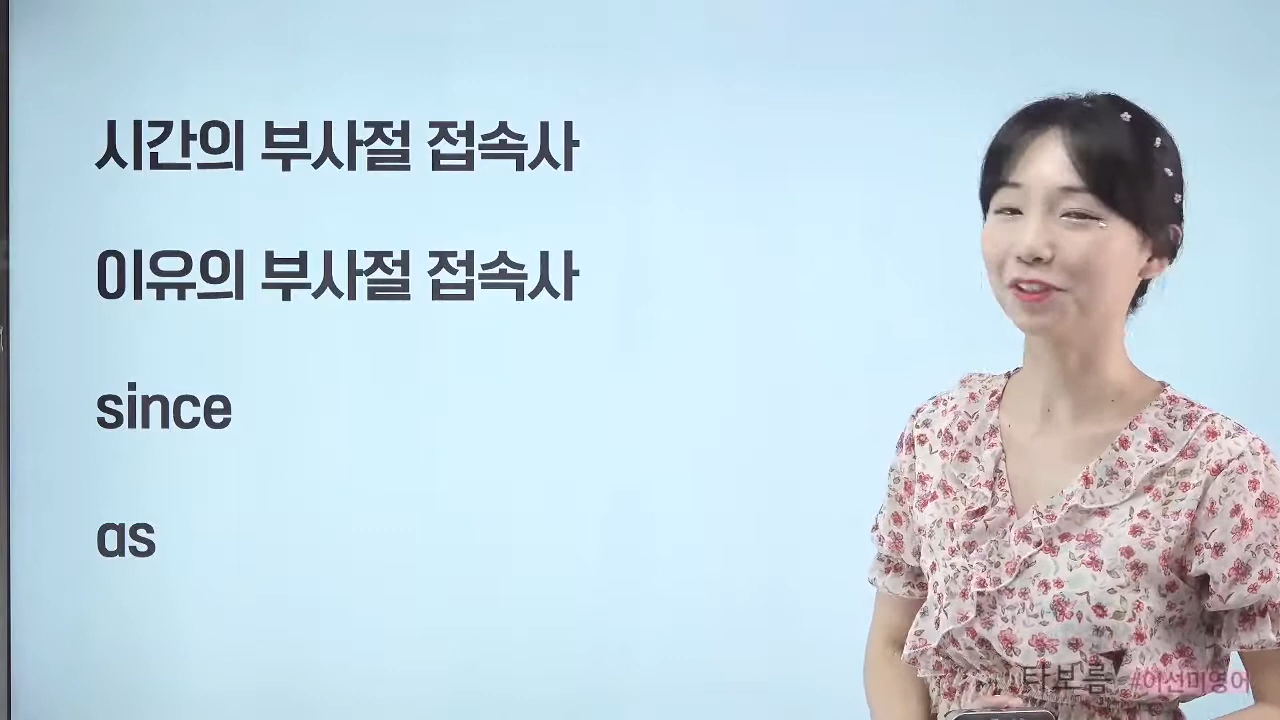 시간의 부사절 접속사
이유의 부사절 접속사
since
as
타보름 #이선미영어